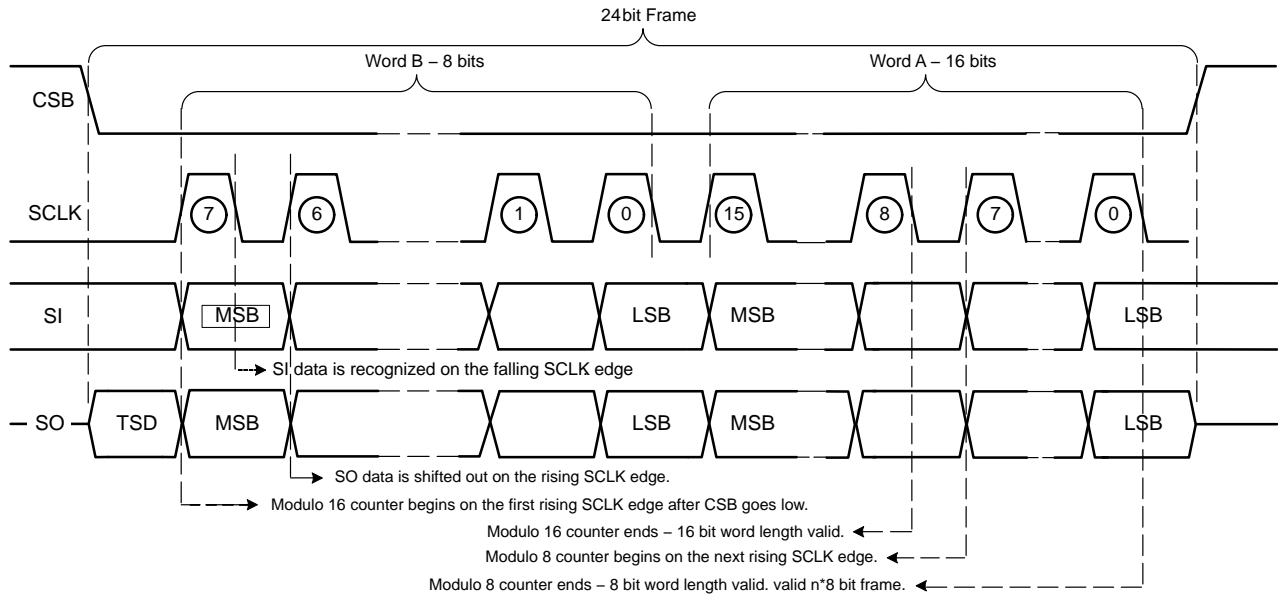 24bit Frame
Word B – 8 bits
Word A – 16 bits
CSB
SCLK
7
6
1
0
15
8
7
0
SI
MSB
LSB
MSB
LSB
SI data is recognized on the falling SCLK edge
SO
TSD
MSB
LSB
MSB
LSB
SO data is shifted out on the rising SCLK edge.
Modulo 16 counter begins on the first rising SCLK edge after CSB goes low.
Modulo 16 counter ends – 16 bit word length valid.
Modulo 8 counter begins on the next rising SCLK edge.
Modulo 8 counter ends – 8 bit word length valid. valid n*8 bit frame.